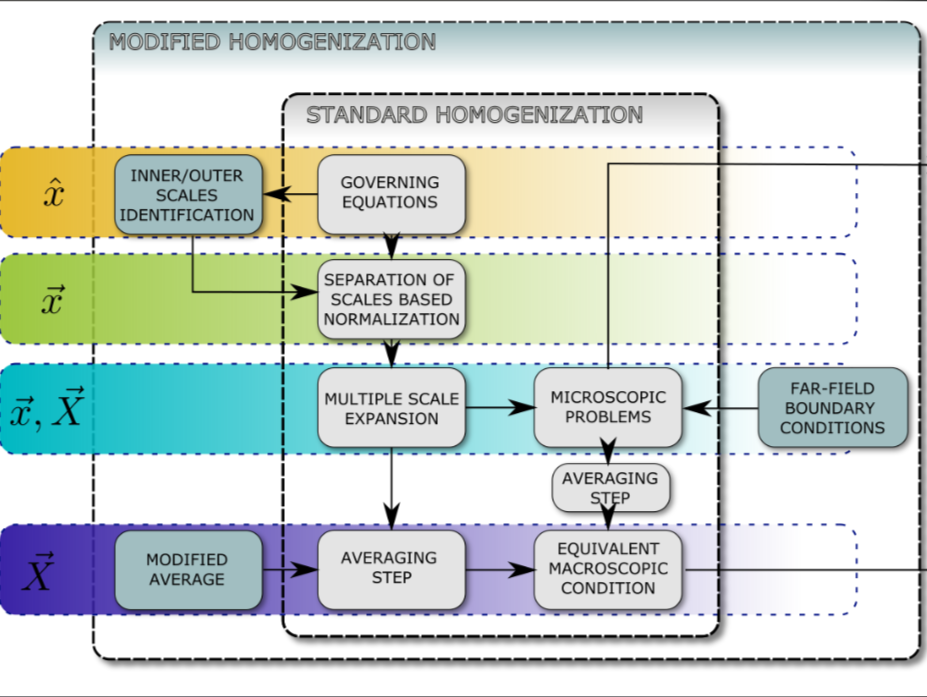 MODIFIED HOMOGENIZATION
STANDARD HOMOGENIZATION
x̂
INNER/OUTER
SCALES
IDENTIFICATION
GOVERNING
EQUATIONS
x⃗
SEPARATION OF
SCALES BASED
NORMALIZATION
x⃗, X⃗
MULTIPLE SCALE
EXPANSION
MICROSCOPIC
PROBLEMS
FAR-FIELD
BOUNDARY
CONDITIONS
AVERAGING
STEP
X⃗
MODIFIED
AVERAGE
AVERAGING
STEP
EQUIVALENT
MACROSCOPIC
CONDITION